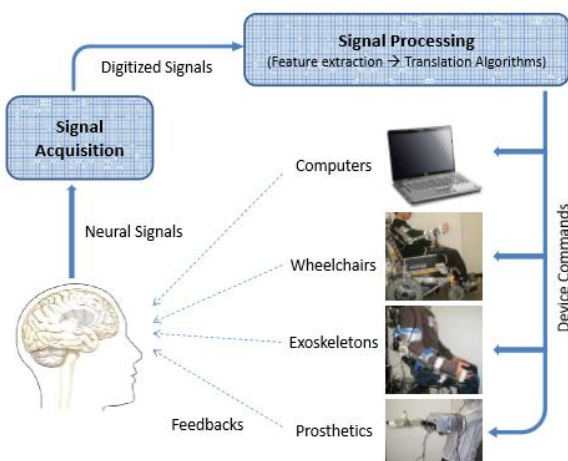 Signal Processing
(Feature extraction → Translation Algorithms)
Digitized Signals
Signal
Acquisition
Neural Signals
Computers
Wheelchairs
Exoskeletons
Prosthetics
Feedbacks
Device Commands